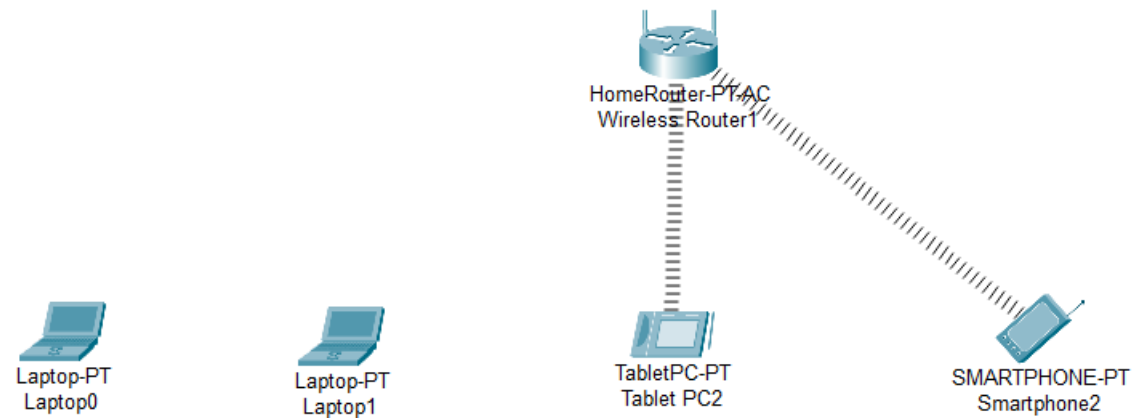 HomeRouter-PT-AC
Wireless Router1
Laptop-PT
Laptop0
Laptop-PT
Laptop1
TabletPC-PT
Tablet PC2
SMARTPHONE-PT
Smartphone2